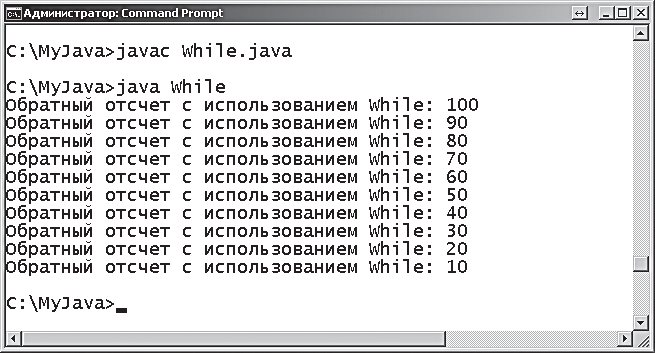 Администратор: Command Prompt
C:\MyJava>javac While.java
C:\MyJava>java While
Обратный отсчет с использованием While: 100
Обратный отсчет с использованием While: 90
Обратный отсчет с использованием While: 80
Обратный отсчет с использованием While: 70
Обратный отсчет с использованием While: 60
Обратный отсчет с использованием While: 50
Обратный отсчет с использованием While: 40
Обратный отсчет с использованием While: 30
Обратный отсчет с использованием While: 20
Обратный отсчет с использованием While: 10
C:\MyJava>